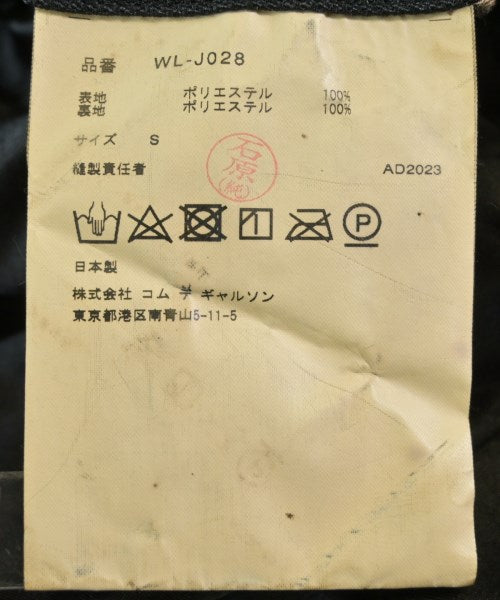 品番 WL-J028
表地 ポリエステル 100%
裏地 ポリエステル 100%
サイズ S
縫製責任者 石原(純) AD2023
P
日本製
株式会社 コム デ ギャルソン
東京都港区南青山5-11-5